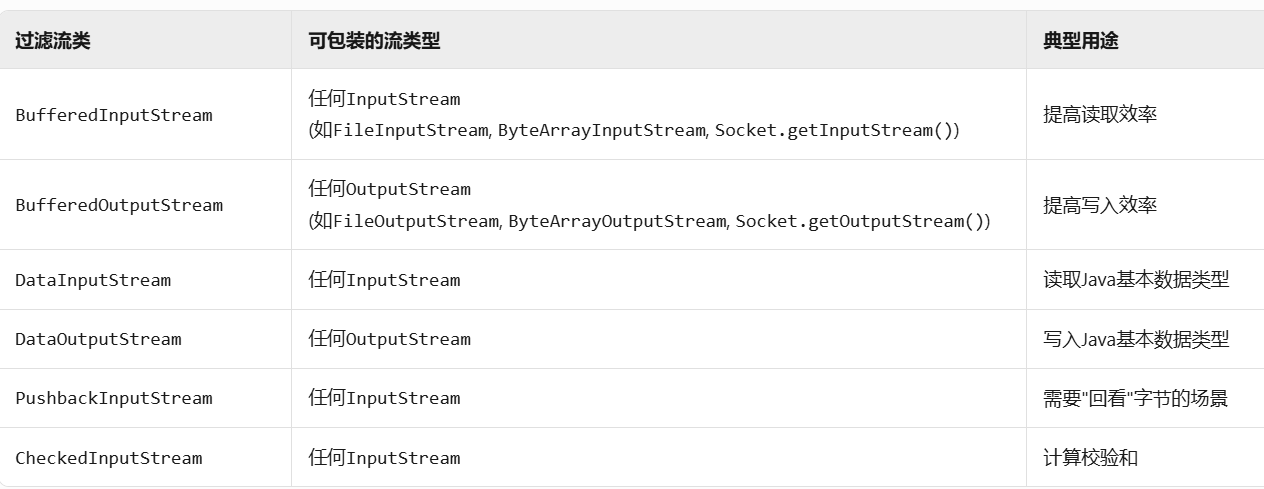 过滤流类 可包装的流类型 典型用途
BufferedInputStream 任何InputStream 提高读取效率
(如FileInputStream, ByteArrayInputStream, Socket.getInputStream())
BufferedOutputStream 任何OutputStream 提高写入效率
(如FileOutputStream, ByteArrayOutputStream, Socket.getOutputStream())
DataInputStream 任何InputStream 读取Java基本数据类型
DataOutputStream 任何OutputStream 写入Java基本数据类型
PushbackInputStream 任何InputStream 需要"回看"字节的场景
CheckedInputStream 任何InputStream 计算校验和